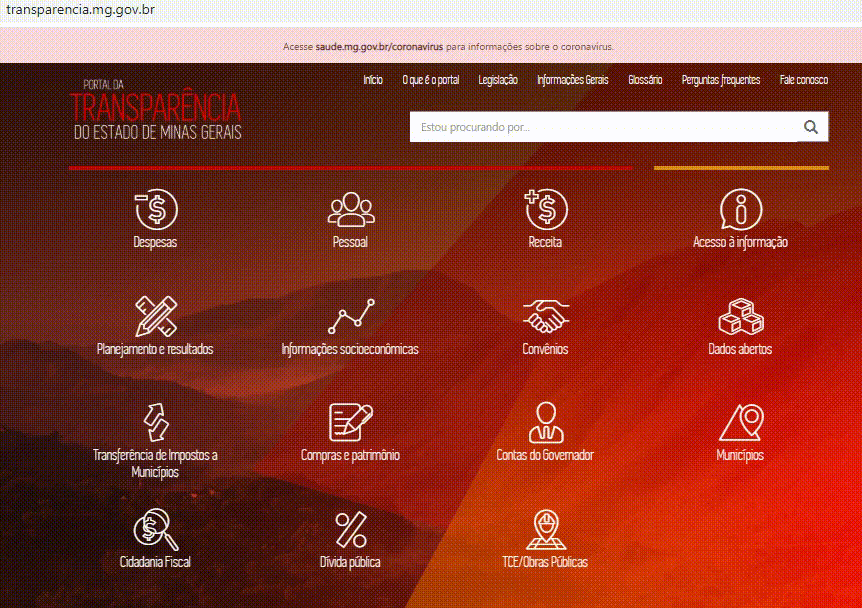 transparencia.mg.gov.br
Acesse saude.mg.gov.br/coronavirus para informações sobre o coronavírus.
Início O que é o portal Legislação Informações Gerais Glossário Perguntas frequentes Fale conosco
PORTAL DA
TRANSPARÊNCIA
DO ESTADO DE MINAS GERAIS
Estou procurando por...
Despesas Pessoal Receita Acesso à informação
Planejamento e resultados Informações socioeconômicas Convênios Dados abertos
Transferência de Impostos a
Municípios
Compras e patrimônio Contas do Governador Municípios
Cidadania Fiscal Dívida pública TCE/Obras Públicas